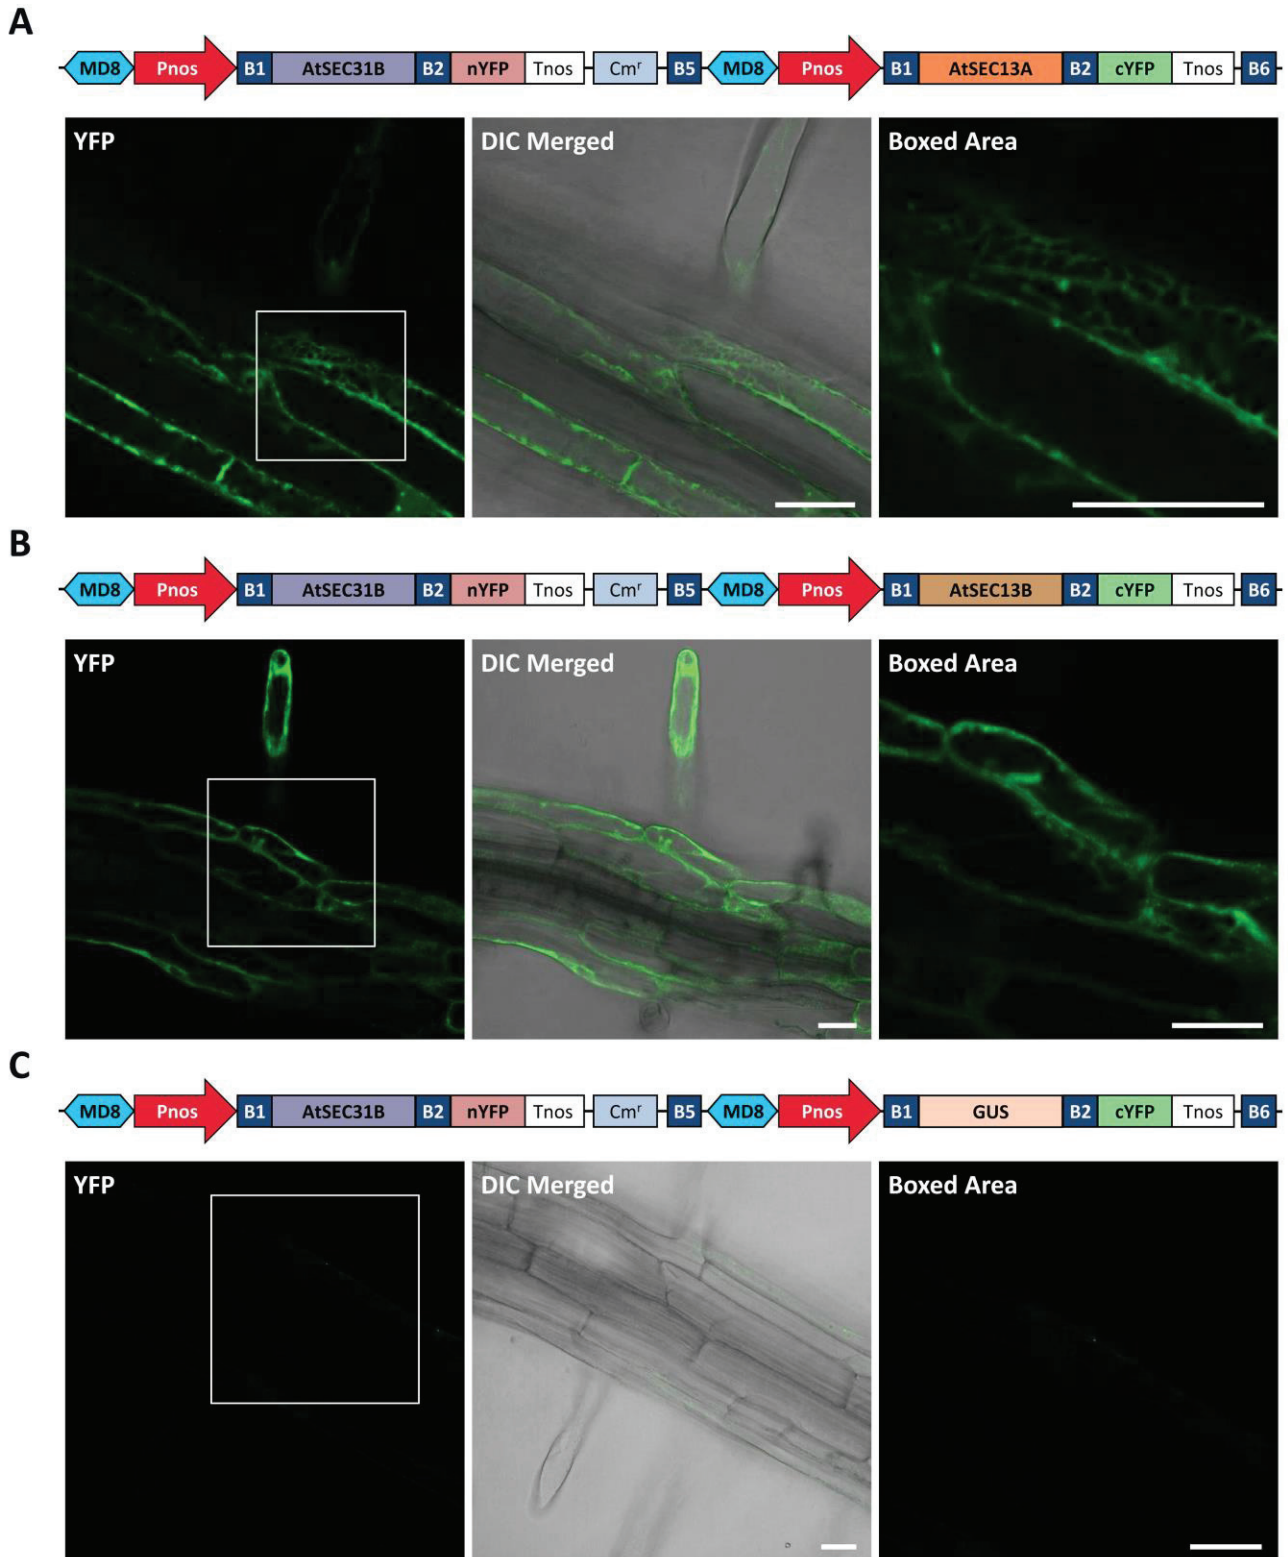 A
MD8 Pnos B1 AtSEC31B B2 nYFP Tnos Cmʳ B5 MD8 Pnos B1 AtSEC13A B2 cYFP Tnos B6
YFP DIC Merged Boxed Area
B
MD8 Pnos B1 AtSEC31B B2 nYFP Tnos Cmʳ B5 MD8 Pnos B1 AtSEC13B B2 cYFP Tnos B6
YFP DIC Merged Boxed Area
C
MD8 Pnos B1 AtSEC31B B2 nYFP Tnos Cmʳ B5 MD8 Pnos B1 GUS B2 cYFP Tnos B6
YFP DIC Merged Boxed Area